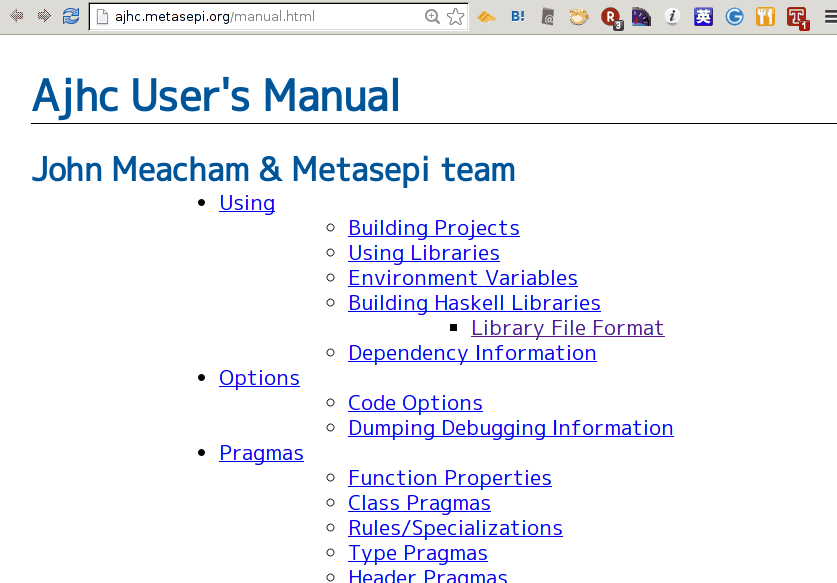 ajhc.metasepi.org/manual.html
B!
R
3
i
英
G
T
1
Ajhc User's Manual
John Meacham & Metasepi team
Using
Building Projects
Using Libraries
Environment Variables
Building Haskell Libraries
Library File Format
Dependency Information
Options
Code Options
Dumping Debugging Information
Pragmas
Function Properties
Class Pragmas
Rules/Specializations
Type Pragmas
Header Pragmas